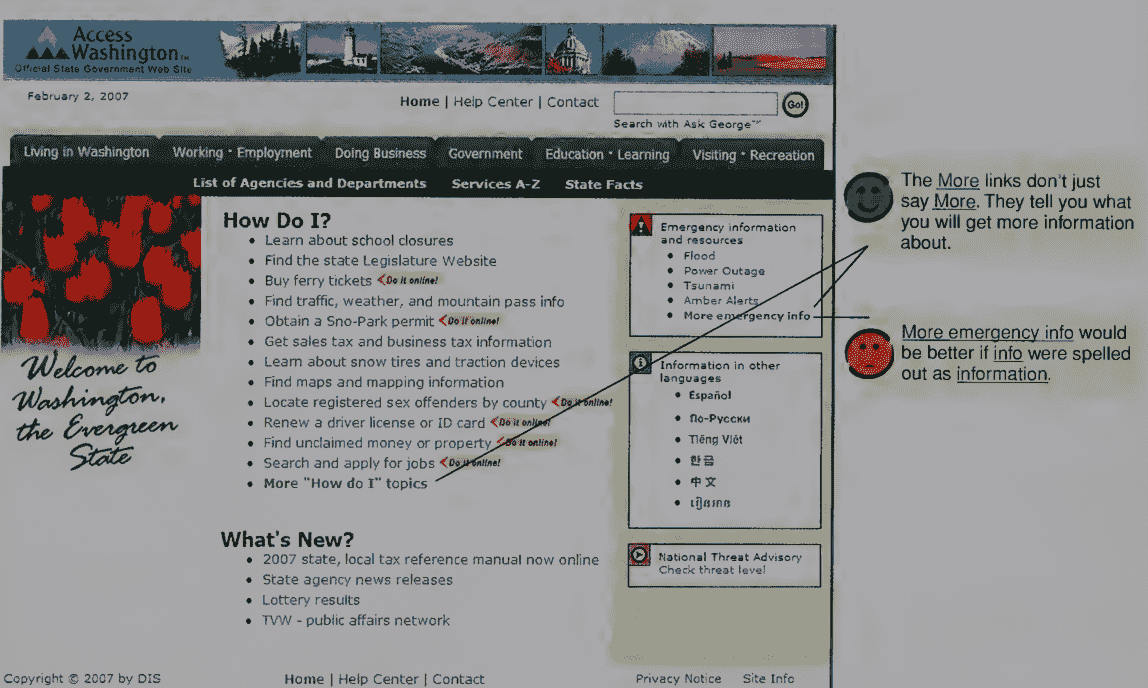 Access
Washington™
Official State Government Web Site
February 2, 2007
Home | Help Center | Contact
Go!
Search with Ask George℠
Living in Washington
Working · Employment
Doing Business
Government
Education · Learning
Visiting · Recreation
List of Agencies and Departments
Services A-Z
State Facts
Welcome to
Washington,
the Evergreen
State
How Do I?
• Learn about school closures
• Find the state Legislature Website
• Buy ferry tickets <Do it online!
• Find traffic, weather, and mountain pass info
• Obtain a Sno-Park permit <Do it online!
• Get sales tax and business tax information
• Learn about snow tires and traction devices
• Find maps and mapping information
• Locate registered sex offenders by county <Do it online!
• Renew a driver license or ID card <Do it online!
• Find unclaimed money or property <Do it online!
• Search and apply for jobs <Do it online!
• More "How do I" topics
What's New?
• 2007 state, local tax reference manual now online
• State agency news releases
• Lottery results
• TVW - public affairs network
Emergency information
and resources
• Flood
• Power Outage
• Tsunami
• Amber Alerts
• More emergency info
Information in other
languages
• Español
• По-Русски
• Tiếng Việt
• 한글
• 中文
National Threat Advisory
Check threat level
The More links don't just
say More. They tell you what
you will get more information
about.
More emergency info would
be better if info were spelled
out as information.
Copyright © 2007 by DIS
Home | Help Center | Contact
Privacy Notice
Site Info